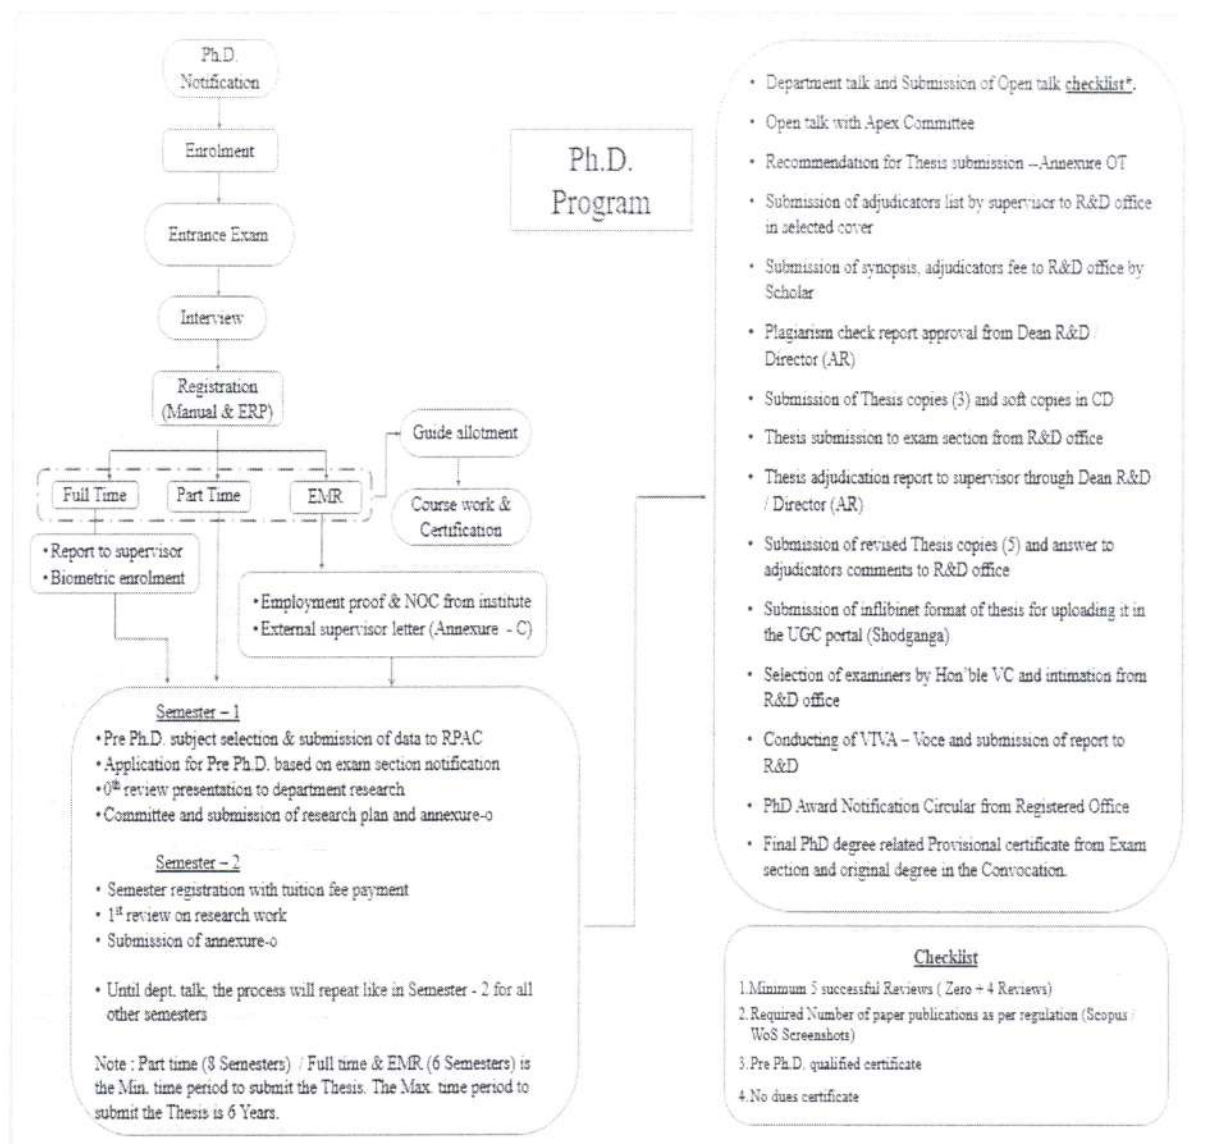 Ph.D.
Notification
Enrolment
Entrance Exam
Interview
Registration
(Manual & ERP)
Full Time
Part Time
EMR
Guide allotment
Course work &
Certification
• Report to supervisor
• Biometric enrolment
• Employment proof & NOC from institute
• External supervisor letter (Annexure - C)
Semester – 1
• Pre Ph.D. subject selection & submission of data to RPAC
• Application for Pre Ph.D. based on exam section notification
• 0th review presentation to department research
• Committee and submission of research plan and annexure-o
Semester – 2
• Semester registration with tuition fee payment
• 1st review on research work
• Submission of annexure-o
• Until dept. talk, the process will repeat like in Semester - 2 for all
other semesters
Note : Part time (8 Semesters) / Full time & EMR (6 Semesters) is
the Min. time period to submit the Thesis. The Max. time period to
submit the Thesis is 6 Years.
Ph.D.
Program
• Department talk and Submission of Open talk checklist*.
• Open talk with Apex Committee
• Recommendation for Thesis submission –Annexure OT
• Submission of adjudicators list by supervisor to R&D office
in selected cover
• Submission of synopsis, adjudicators fee to R&D office by
Scholar
• Plagiarism check report approval from Dean R&D /
Director (AR)
• Submission of Thesis copies (3) and soft copies in CD
• Thesis submission to exam section from R&D office
• Thesis adjudication report to supervisor through Dean R&D
/ Director (AR)
• Submission of revised Thesis copies (5) and answer to
adjudicators comments to R&D office
• Submission of inflibinet format of thesis for uploading it in
the UGC portal (Shodganga)
• Selection of examiners by Hon'ble VC and intimation from
R&D office
• Conducting of VIVA – Voce and submission of report to
R&D
• PhD Award Notification Circular from Registered Office
• Final PhD degree related Provisional certificate from Exam
section and original degree in the Convocation.
Checklist
1.Minimum 5 successful Reviews ( Zero + 4 Reviews)
2.Required Number of paper publications as per regulation (Scopus /
WoS Screenshots)
3.Pre Ph.D. qualified certificate
4.No dues certificate